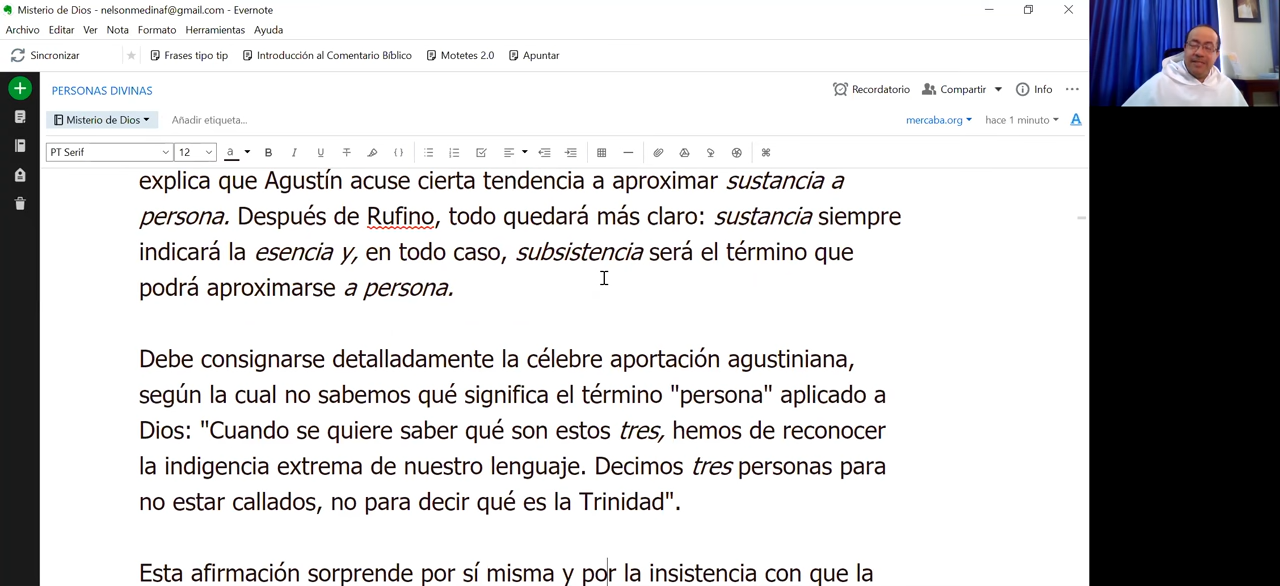 Misterio de Dios - nelsonmedinaf@gmail.com - Evernote
Archivo Editar Ver Nota Formato Herramientas Ayuda
Sincronizar Frases tipo tip Introducción al Comentario Bíblico Motetes 2.0 Apuntar
PERSONAS DIVINAS Recordatorio Compartir Info
Misterio de Dios Añadir etiqueta... mercaba.org hace 1 minuto
PT Serif 12 a B I U T
explica que Agustín acuse cierta tendencia a aproximar sustancia a
persona. Después de Rufino, todo quedará más claro: sustancia siempre
indicará la esencia y, en todo caso, subsistencia será el término que
podrá aproximarse a persona.
Debe consignarse detalladamente la célebre aportación agustiniana,
según la cual no sabemos qué significa el término "persona" aplicado a
Dios: "Cuando se quiere saber qué son estos tres, hemos de reconocer
la indigencia extrema de nuestro lenguaje. Decimos tres personas para
no estar callados, no para decir qué es la Trinidad".
Esta afirmación sorprende por sí misma y por la insistencia con que la